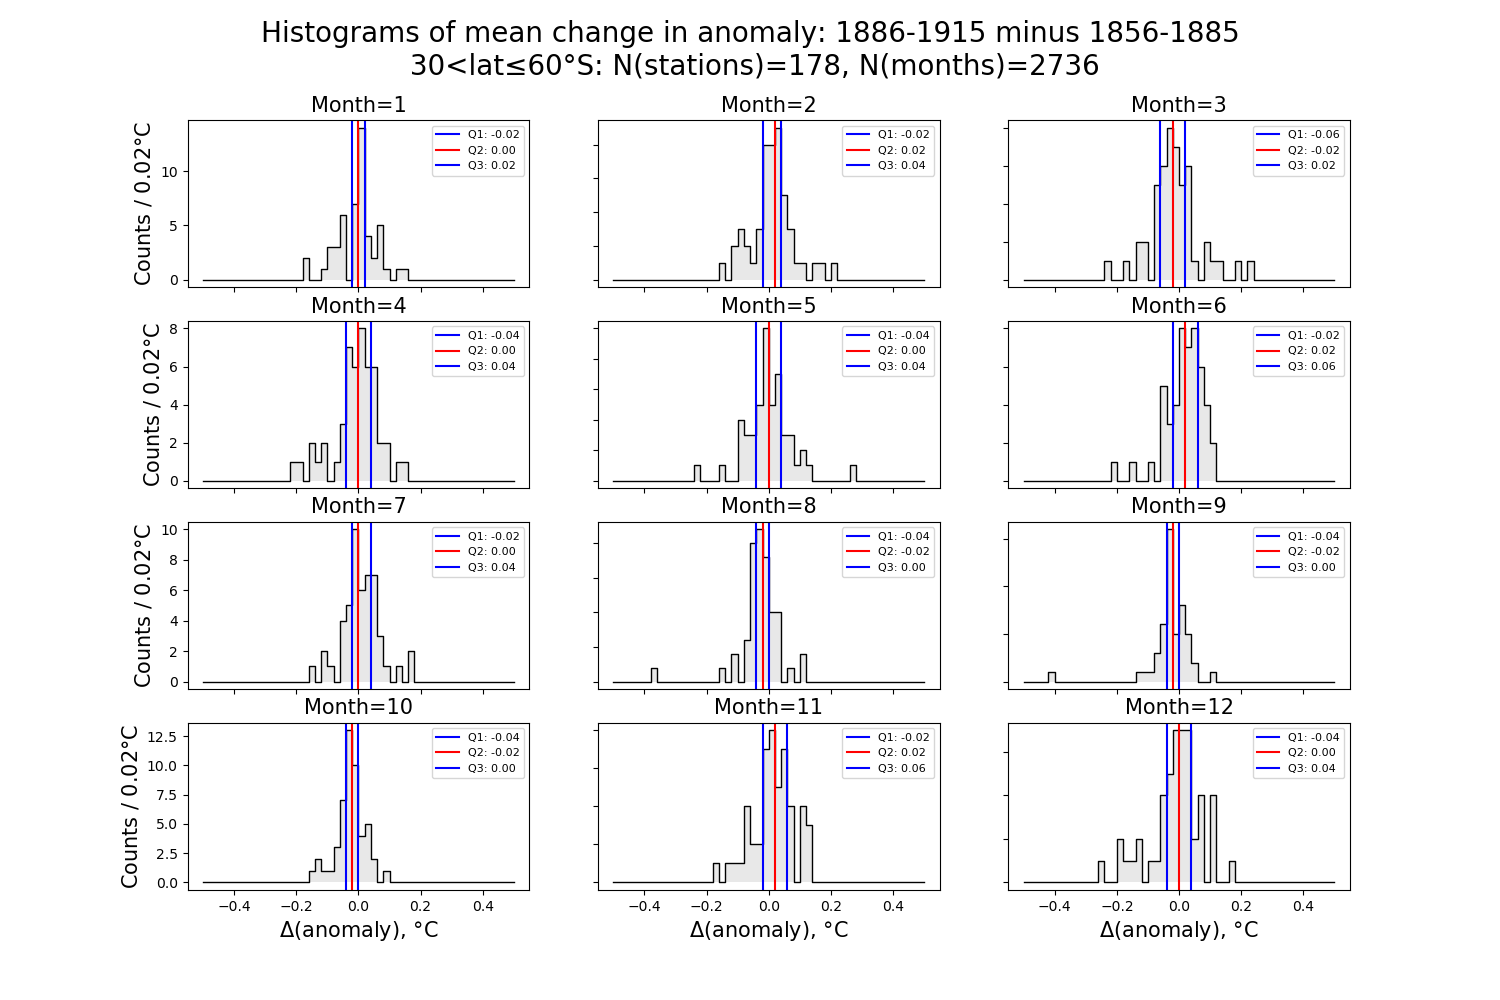 Histograms of mean change in anomaly: 1886-1915 minus 1856-1885
30<lat≤60°S: N(stations)=178, N(months)=2736
Month=1
Counts / 0.02°C
10
5
0
Q1: -0.02
Q2: 0.00
Q3: 0.02
Month=2
Q1: -0.02
Q2: 0.02
Q3: 0.04
Month=3
Q1: -0.06
Q2: -0.02
Q3: 0.02
Month=4
Counts / 0.02°C
8
6
4
2
0
Q1: -0.04
Q2: 0.00
Q3: 0.04
Month=5
Q1: -0.04
Q2: 0.00
Q3: 0.04
Month=6
Q1: -0.02
Q2: 0.02
Q3: 0.06
Month=7
Counts / 0.02°C
10
8
6
4
2
0
Q1: -0.02
Q2: 0.00
Q3: 0.04
Month=8
Q1: -0.04
Q2: -0.02
Q3: 0.00
Month=9
Q1: -0.04
Q2: -0.02
Q3: 0.00
Month=10
Counts / 0.02°C
12.5
10.0
7.5
5.0
2.5
0.0
Q1: -0.04
Q2: -0.02
Q3: 0.00
−0.4 −0.2 0.0 0.2 0.4
Δ(anomaly), °C
Month=11
Q1: -0.02
Q2: 0.02
Q3: 0.06
−0.4 −0.2 0.0 0.2 0.4
Δ(anomaly), °C
Month=12
Q1: -0.04
Q2: 0.00
Q3: 0.04
−0.4 −0.2 0.0 0.2 0.4
Δ(anomaly), °C